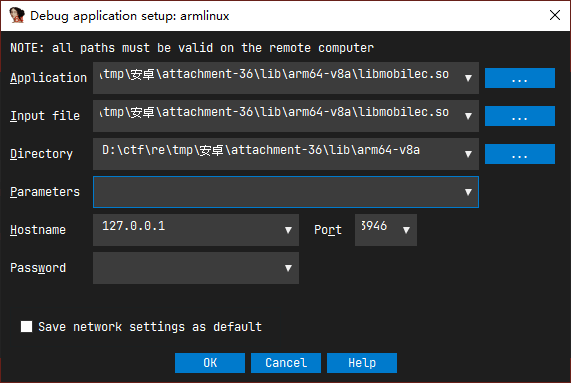 Debug application setup: armlinux
NOTE: all paths must be valid on the remote computer
Application \tmp\安卓\attachment-36\lib\arm64-v8a\libmobilec.so ...
Input file \tmp\安卓\attachment-36\lib\arm64-v8a\libmobilec.so ...
Directory D:\ctf\re\tmp\安卓\attachment-36\lib\arm64-v8a ...
Parameters
Hostname 127.0.0.1 Port 3946
Password
Save network settings as default
OK Cancel Help